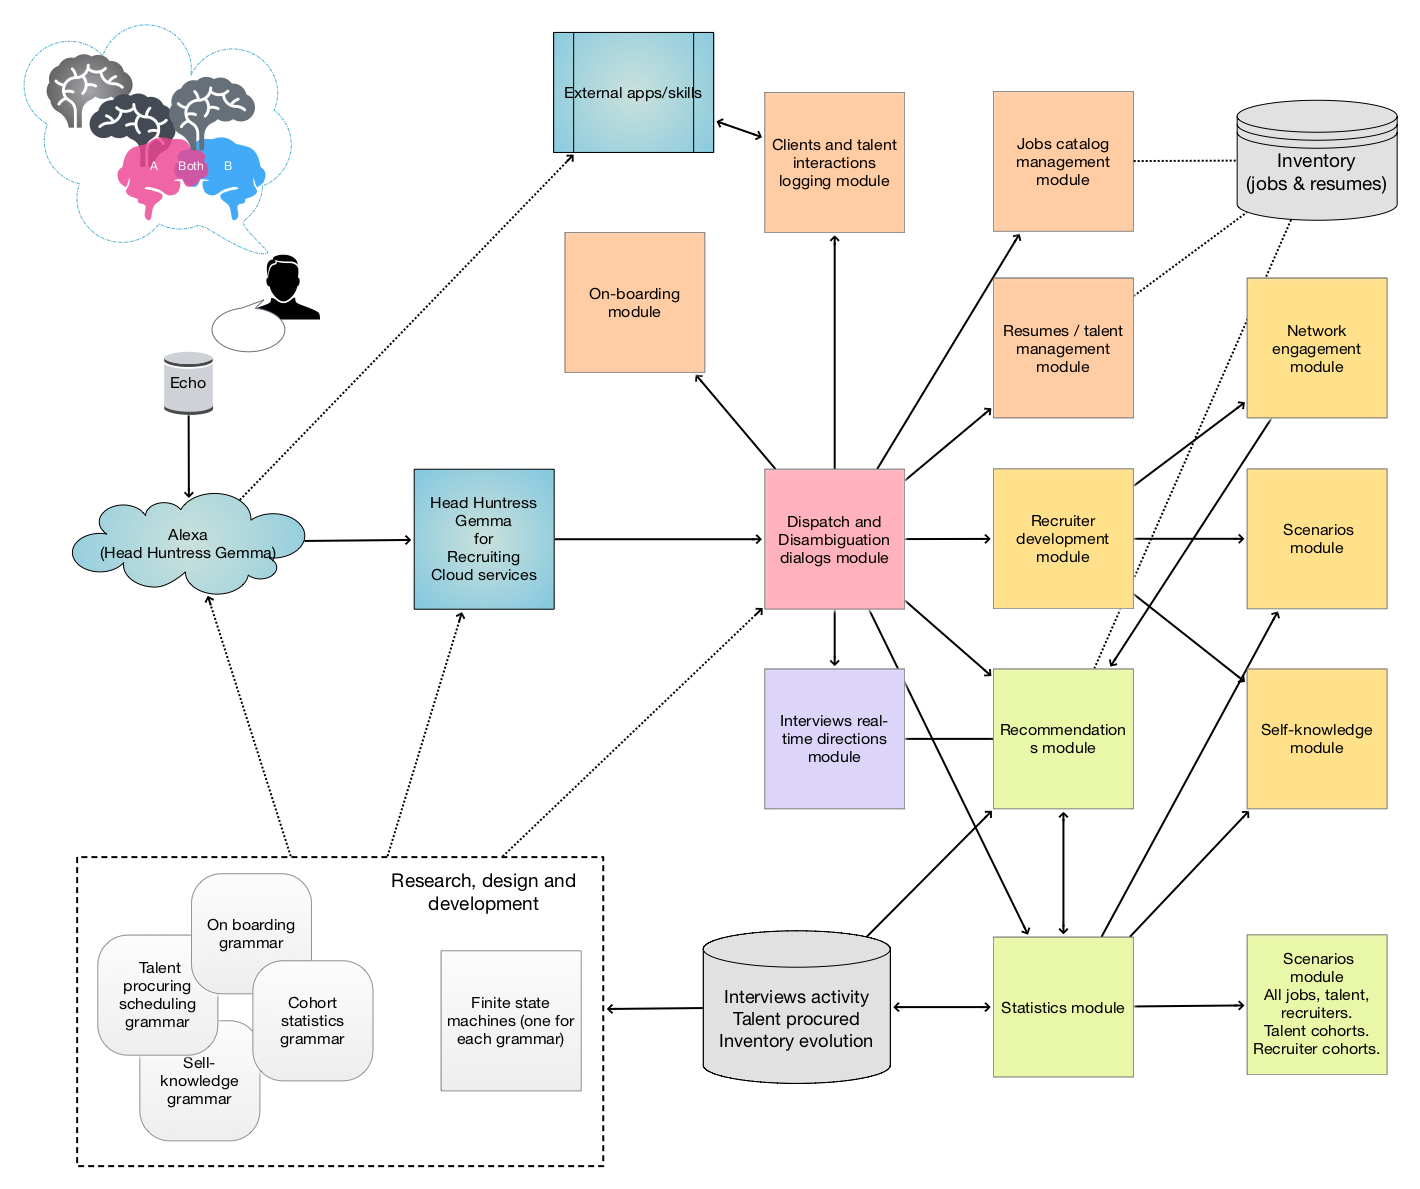 A
Both
B
External apps/skills
Clients and talent
interactions
logging module
Jobs catalog
management
module
Inventory
(jobs & resumes)
On-boarding
module
Resumes / talent
management
module
Network
engagement
module
Echo
Alexa
(Head Huntress Gemma)
Head Huntress
Gemma
for
Recruiting
Cloud services
Dispatch and
Disambiguation
dialogs module
Recruiter
development
module
Scenarios
module
Interviews real-
time directions
module
Recommendation
s module
Self-knowledge
module
Research, design and
development
On boarding
grammar
Talent
procuring
scheduling
grammar
Cohort
statistics
grammar
Sell-
knowledge
grammar
Finite state
machines (one for
each grammar)
Interviews activity
Talent procured
Inventory evolution
Statistics module
Scenarios
module
All jobs, talent,
recruiters.
Talent cohorts.
Recruiter cohorts.